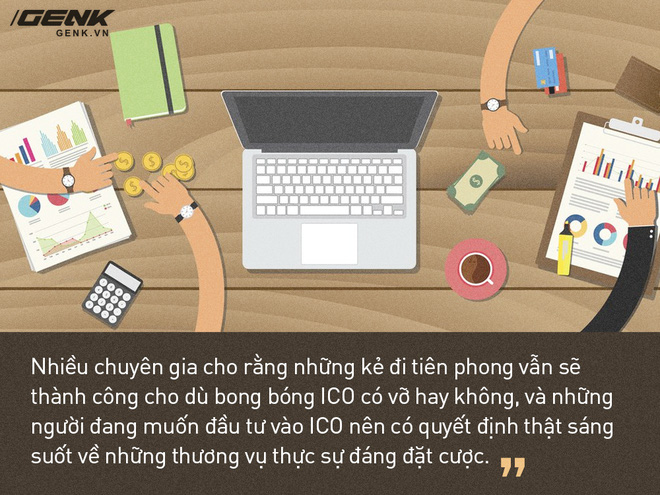 GENK
GENK.VN
Nhiều chuyên gia cho rằng những kẻ đi tiên phong vẫn sẽ
thành công cho dù bong bóng ICO có vỡ hay không, và những
người đang muốn đầu tư vào ICO nên có quyết định thật sáng
suốt về những thương vụ thực sự đáng đặt cược.
”